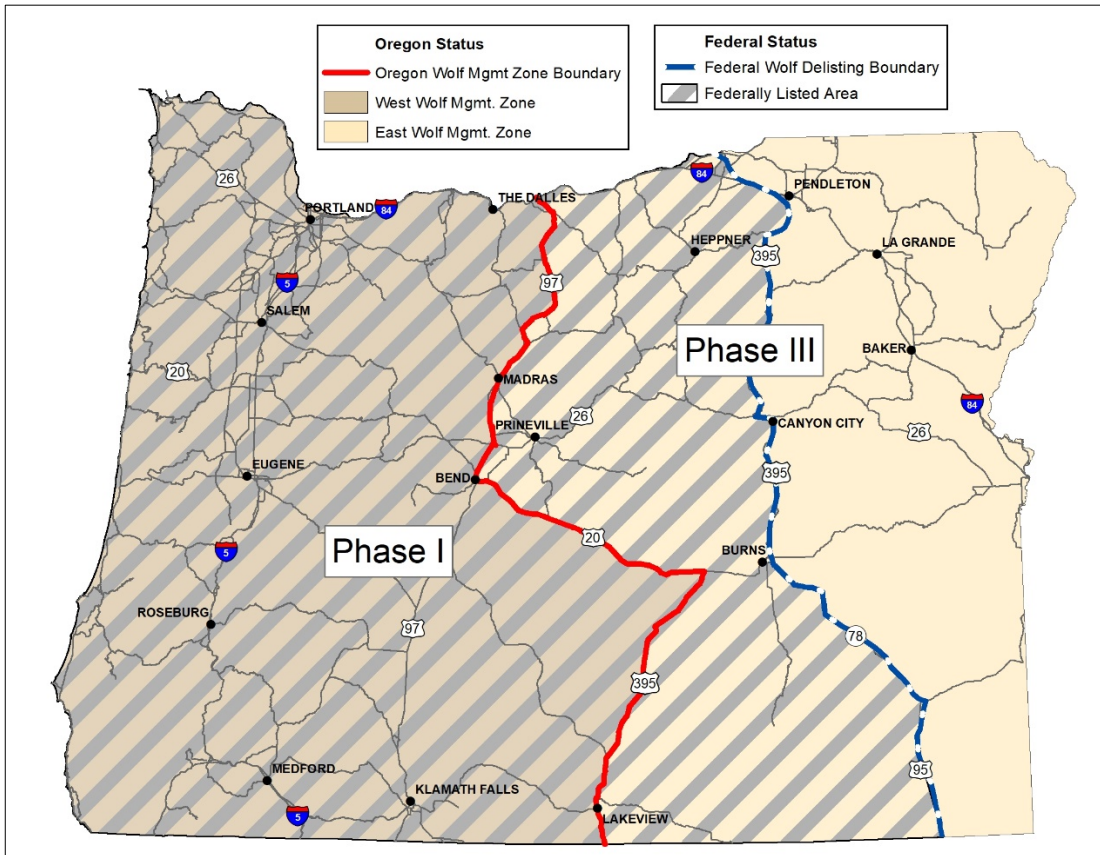 Oregon Status
Oregon Wolf Mgmt Zone Boundary
West Wolf Mgmt. Zone
East Wolf Mgmt. Zone
Federal Status
Federal Wolf Delisting Boundary
Federally Listed Area
26
PORTLAND
84
THE DALLES
84
PENDLETON
HEPPNER
395
LA GRANDE
97
5
SALEM
20
Phase III
BAKER
MADRAS
84
26
PRINEVILLE
CANYON CITY
26
EUGENE
BEND
395
Phase I
20
5
BURNS
ROSEBURG
97
78
395
MEDFORD
95
KLAMATH FALLS
5
LAKEVIEW